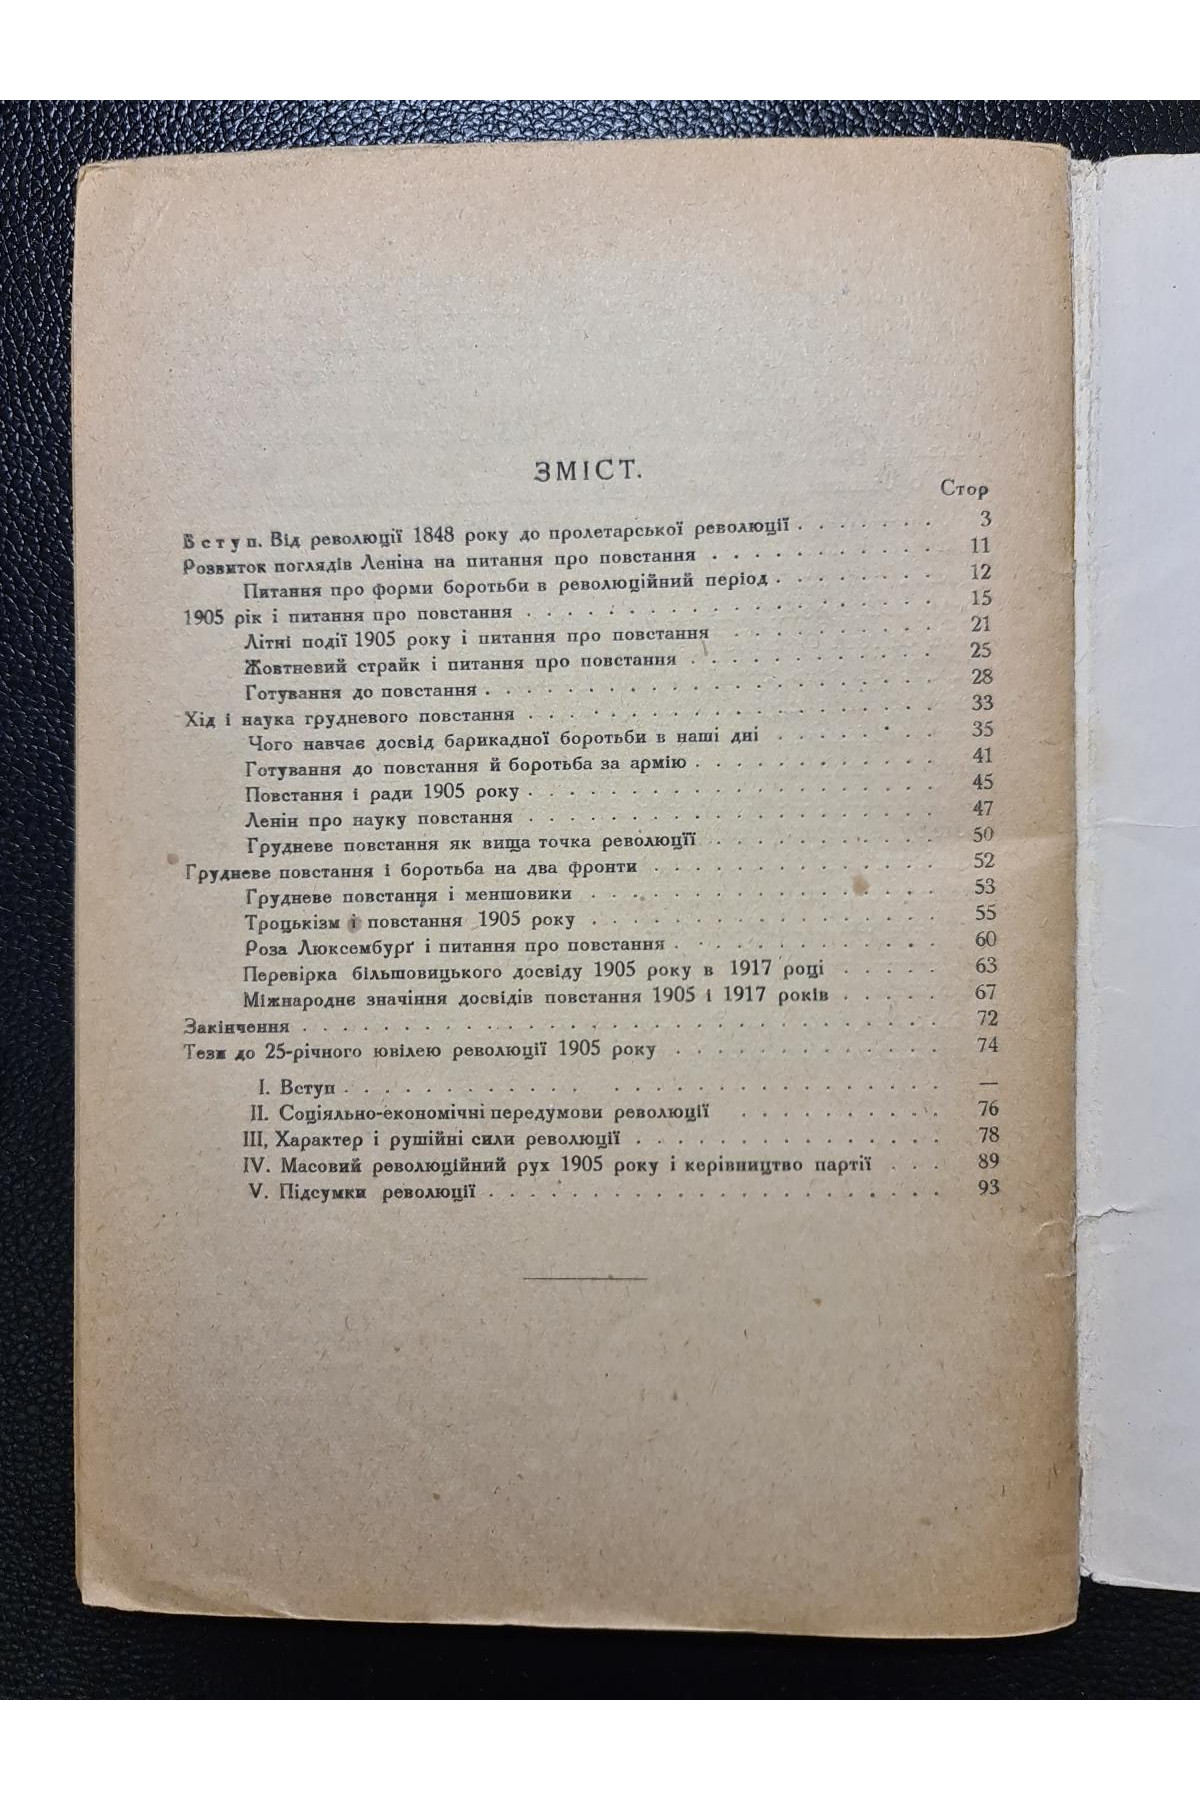 ЗМІСТ.
Стор
Вступ. Від революції 1848 року до пролетарської революції . . . . . . . 3
Розвиток поглядів Леніна на питання про повстання . . . . . . . . . . 11
Питання про форми боротьби в революційний період . . . . . . . . 12
1905 рік і питання про повстання . . . . . . . . . . . . . . . . 15
Літні події 1905 року і питання про повстання . . . . . . . . . 21
Жовтневий страйк і питання про повстання . . . . . . . . . . . 25
Готування до повстання . . . . . . . . . . . . . . . . . . 28
Хід і наука грудневого повстання . . . . . . . . . . . . . . . . 33
Чого навчає досвід барикадної боротьби в наші дні . . . . . . . . 35
Готування до повстання й боротьба за армію . . . . . . . . . . . 41
Повстання і ради 1905 року . . . . . . . . . . . . . . . . 45
Ленін про науку повстання . . . . . . . . . . . . . . . . 47
Грудневе повстання як вища точка революції . . . . . . . . . . 50
Грудневе повстання і боротьба на два фронти . . . . . . . . . . . . 52
Грудневе повстання і меншовики . . . . . . . . . . . . . . 53
Троцькізм і повстання 1905 року . . . . . . . . . . . . . . 55
Роза Люксембурґ і питання про повстання . . . . . . . . . . . 60
Перевірка більшовицького досвіду 1905 року в 1917 році . . . . . 63
Міжнародне значіння досвідів повстання 1905 і 1917 років . . . . . 67
Закінчення . . . . . . . . . . . . . . . . . . . . . . . . . 72
Тези до 25-річного ювілею революції 1905 року . . . . . . . . . . . 74
I. Вступ . . . . . . . . . . . . . . . . . . . . . . —
II. Соціяльно-економічні передумови революції . . . . . . . . . 76
III, Характер і рушійні сили революції . . . . . . . . . . . . 78
IV. Масовий революційний рух 1905 року і керівництво партії . . . 89
V. Підсумки революції . . . . . . . . . . . . . . . . . . 93